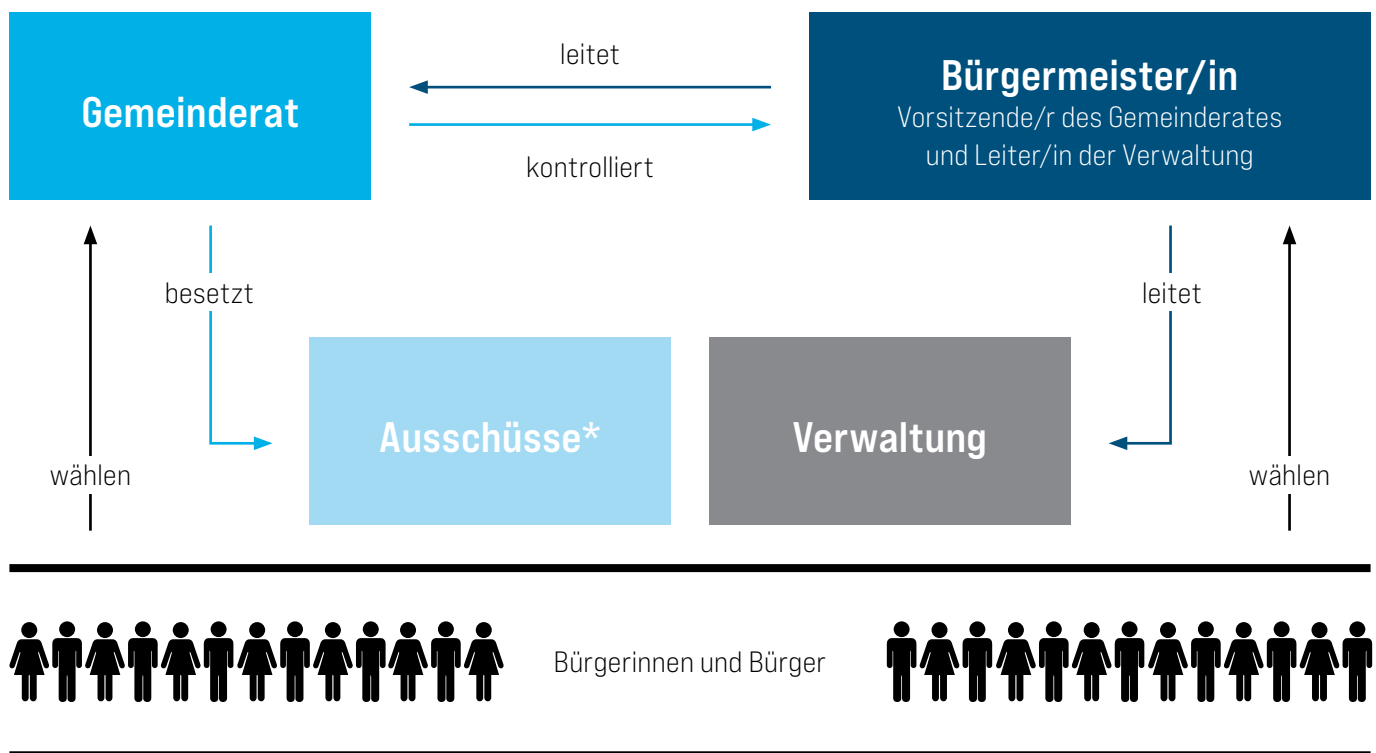 leitet
Gemeinderat
Bürgermeister/in
Vorsitzende/r des Gemeinderates
und Leiter/in der Verwaltung
kontrolliert
besetzt
leitet
Ausschüsse*
Verwaltung
wählen
wählen
Bürgerinnen und Bürger